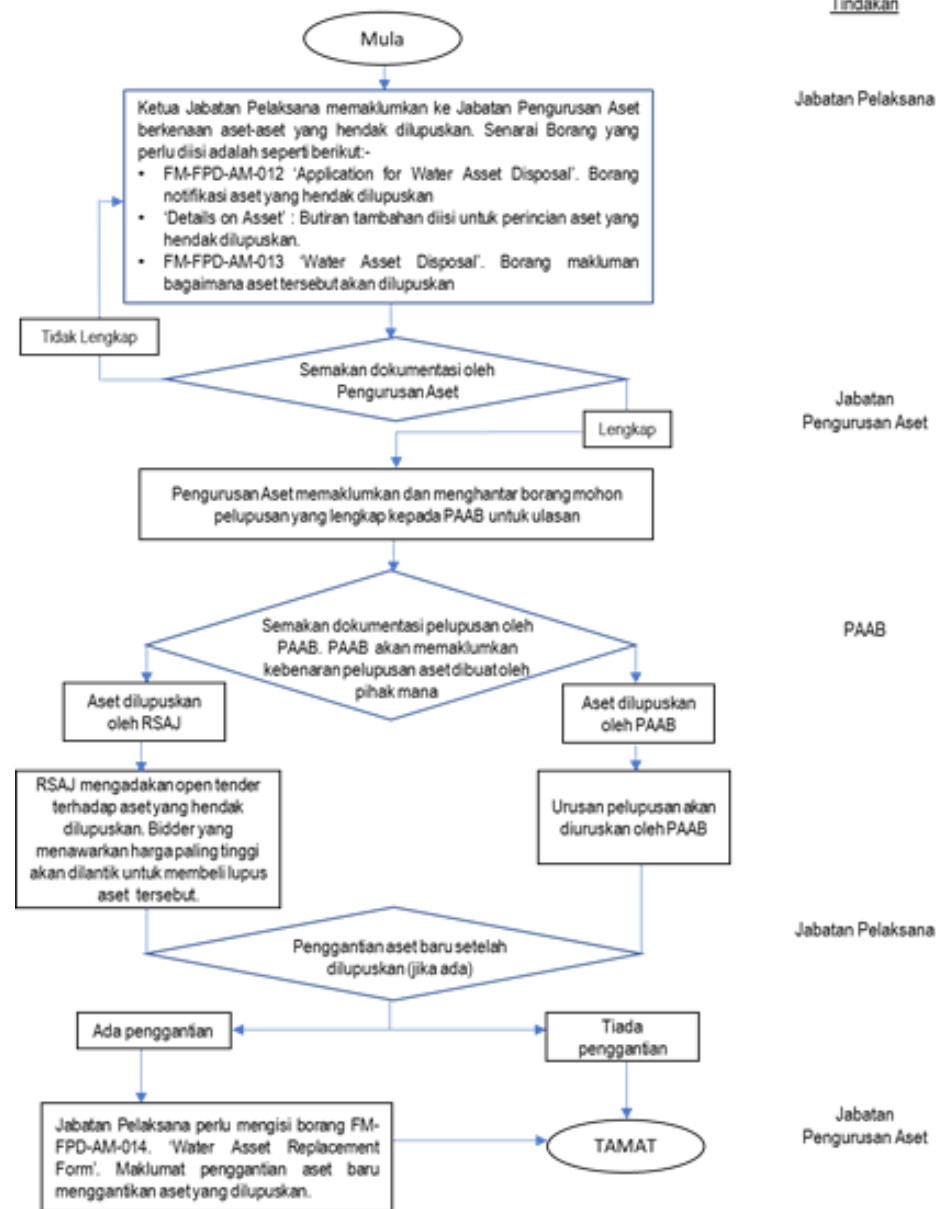 Tindakan
Mula
Jabatan Pelaksana
Ketua Jabatan Pelaksana memaklumkan ke Jabatan Pengurusan Aset
berkenaan aset-aset yang hendak dilupuskan. Senarai Borang yang
perlu diisi adalah seperti berikut:-
• FM-FPD-AM-012 'Application for Water Asset Disposal'. Borang
notifikasi aset yang hendak dilupuskan
• 'Details on Asset' : Butiran tambahan diisi untuk perincian aset yang
hendak dilupuskan.
• FM-FPD-AM-013 'Water Asset Disposal'. Borang makluman
bagaimana aset tersebut akan dilupuskan
Tidak Lengkap
Semakan dokumentasi oleh
Pengurusan Aset
Jabatan
Pengurusan Aset
Lengkap
Pengurusan Aset memaklumkan dan menghantar borang mohon
pelupusan yang lengkap kepada PAAB untuk ulasan
Semakan dokumentasi pelupusan oleh
PAAB. PAAB akan memaklumkan
kebenaran pelupusan aset dibuat oleh
pihak mana
PAAB
Aset dilupuskan
oleh RSAJ
Aset dilupuskan
oleh PAAB
RSAJ mengadakan open tender
terhadap aset yang hendak
dilupuskan. Bidder yang
menawarkan harga paling tinggi
akan dilantik untuk membeli lupus
aset tersebut.
Urusan pelupusan akan
diuruskan oleh PAAB
Penggantian aset baru setelah
dilupuskan (jika ada)
Jabatan Pelaksana
Ada penggantian
Tiada
penggantian
Jabatan Pelaksana perlu mengisi borang FM-
FPD-AM-014. 'Water Asset Replacement
Form'. Maklumat penggantian aset baru
menggantikan aset yang dilupuskan.
TAMAT
Jabatan
Pengurusan Aset